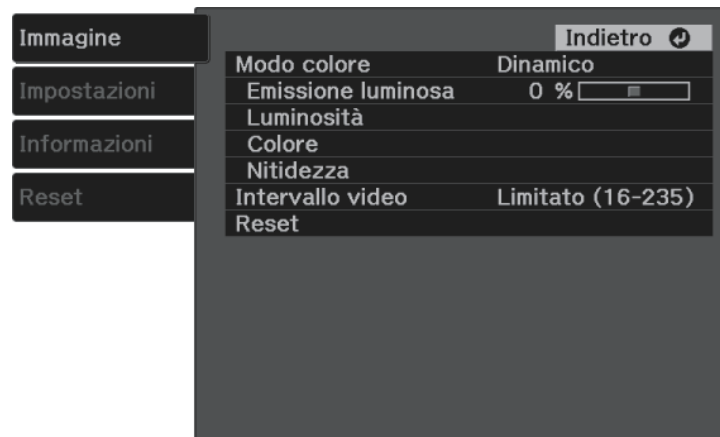 Immagine
Impostazioni
Informazioni
Reset
Indietro
Modo colore Dinamico
Emissione luminosa 0 %
Luminosità
Colore
Nitidezza
Intervallo video Limitato (16-235)
Reset